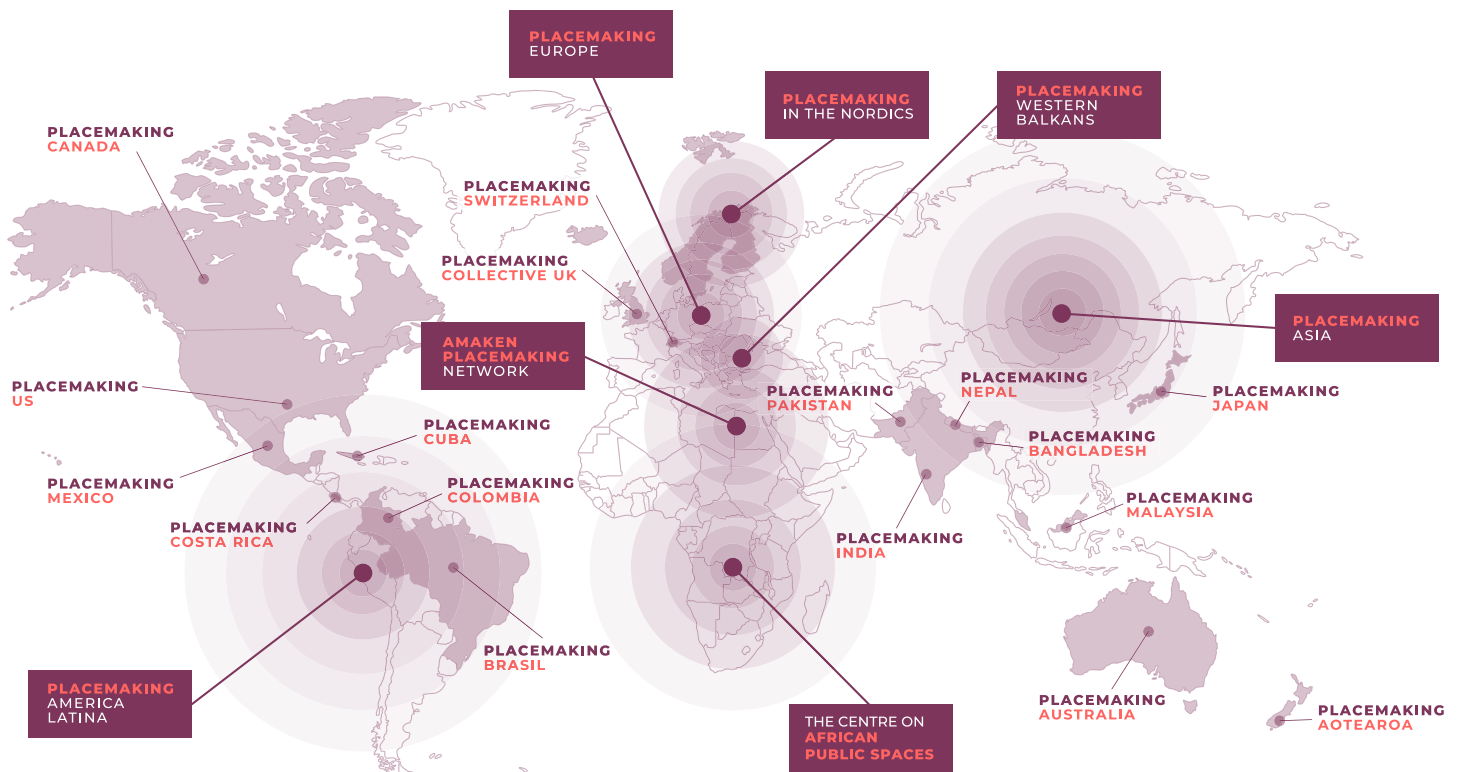 PLACEMAKING
EUROPE
PLACEMAKING
IN THE NORDICS
PLACEMAKING
WESTERN
BALKANS
PLACEMAKING
CANADA
PLACEMAKING
SWITZERLAND
PLACEMAKING
COLLECTIVE UK
PLACEMAKING
ASIA
AMAKEN
PLACEMAKING
NETWORK
PLACEMAKING
US
PLACEMAKING
PAKISTAN
PLACEMAKING
NEPAL
PLACEMAKING
JAPAN
PLACEMAKING
CUBA
PLACEMAKING
BANGLADESH
PLACEMAKING
MEXICO
PLACEMAKING
COLOMBIA
PLACEMAKING
MALAYSIA
PLACEMAKING
COSTA RICA
PLACEMAKING
INDIA
PLACEMAKING
BRASIL
PLACEMAKING
AMERICA
LATINA
PLACEMAKING
AUSTRALIA
PLACEMAKING
AOTEAROA
THE CENTRE ON
AFRICAN
PUBLIC SPACES